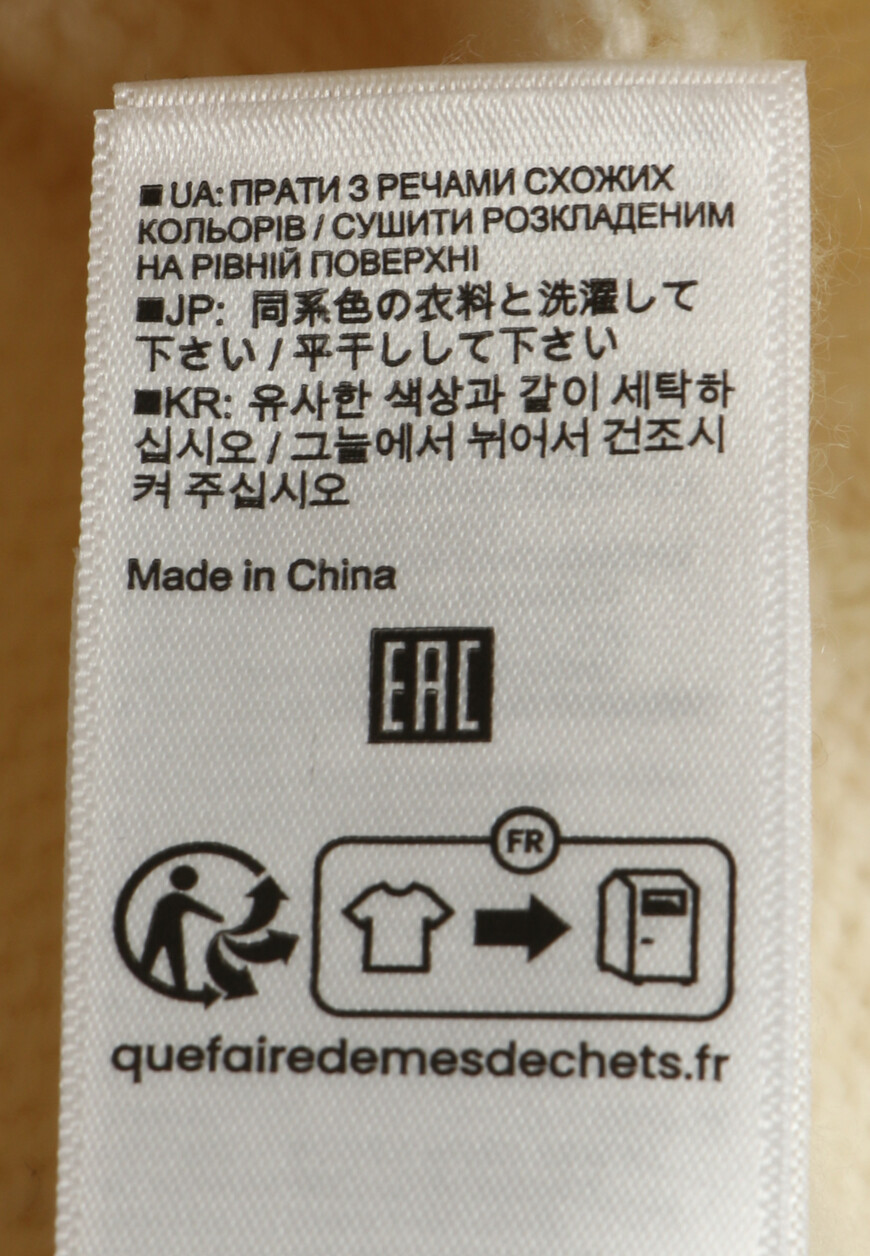 ■ UA: ПРАТИ З РЕЧАМИ СХОЖИХ
КОЛЬОРІВ / СУШИТИ РОЗКЛАДЕНИМ
НА РІВНІЙ ПОВЕРХНІ
■JP: 同系色の衣料と洗濯して
下さい / 平干ししして下さい
■KR: 유사한 색상과 같이 세탁하
십시오 / 그늘에서 뉘어서 건조시
켜 주십시오
Made in China
EAC
FR
quefairedemesdechets.fr